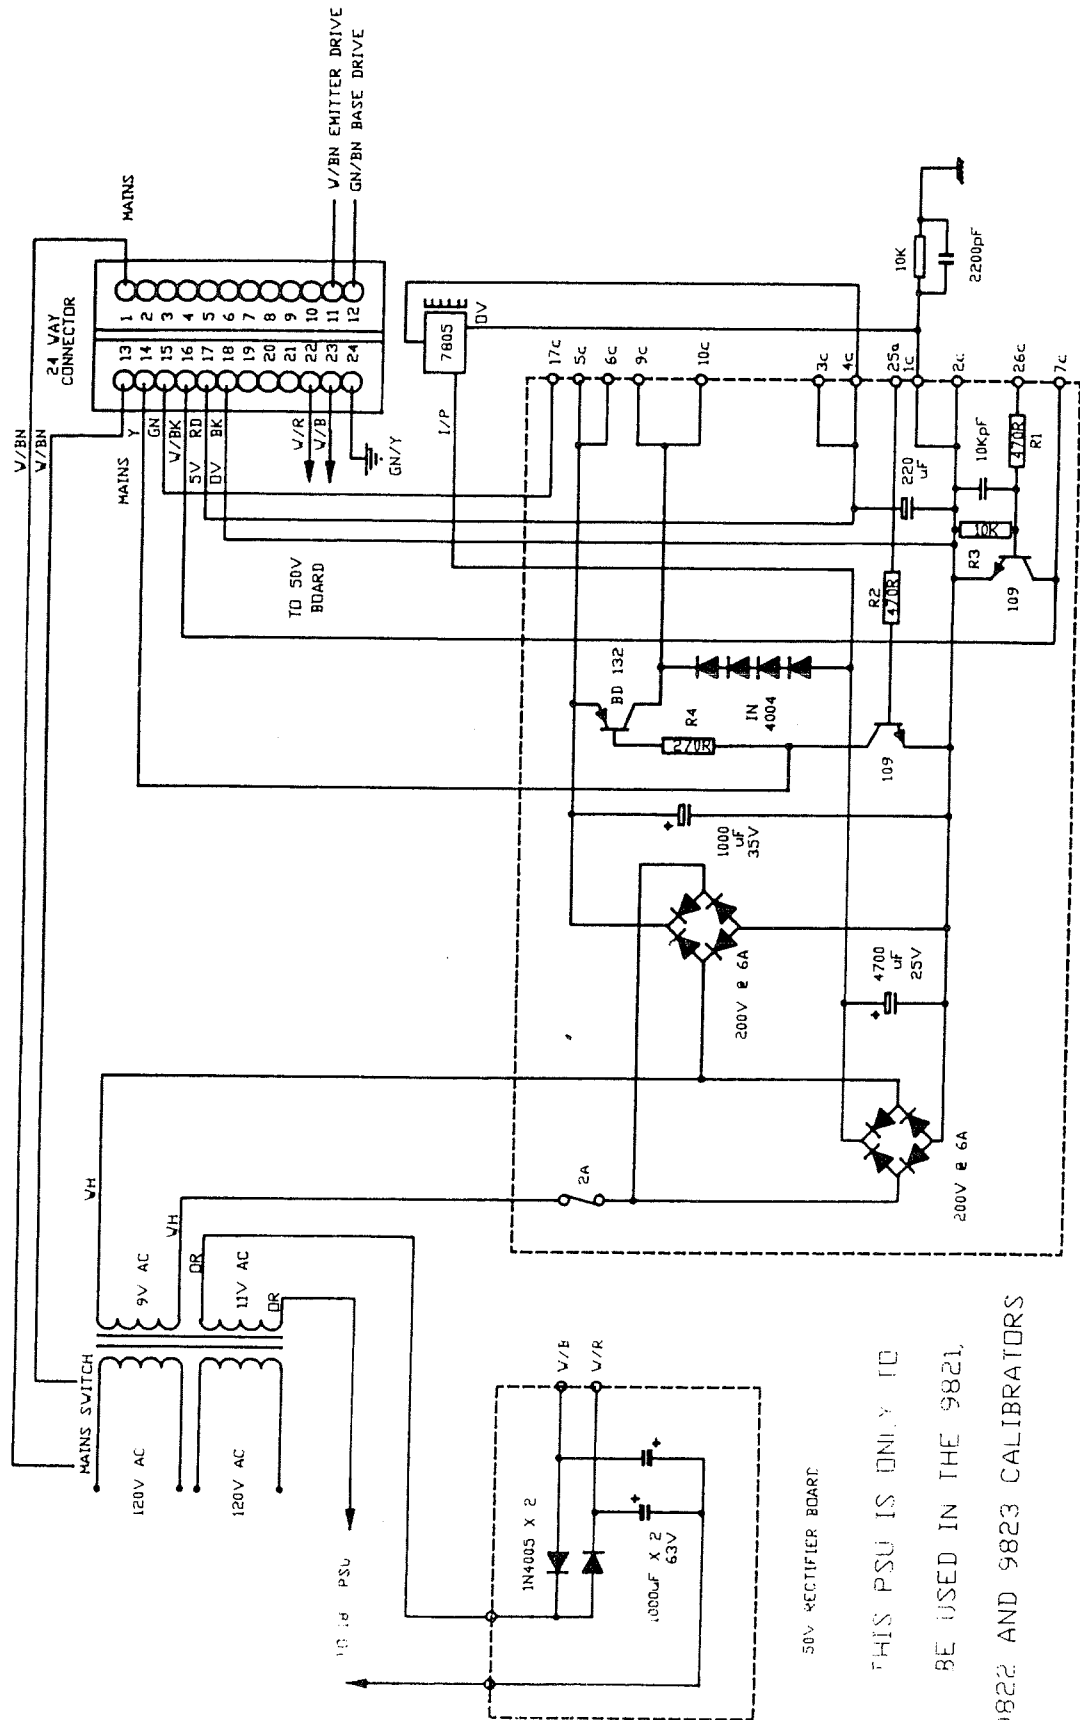 W/BN
W/BN
MAINS SWITCH
120V AC
120V AC
9V AC
11V AC
WH
WH
OR
OR
24 WAY
CONNECTOR
MAINS
MAINS
13
14
15
16
17
18
19
20
21
22
23
24
1
2
3
4
5
6
7
8
9
10
11
12
Y
GN
W/BK
5V RD
0V BK
W/R
W/B
GN/Y
W/BN EMITTER DRIVE
GN/BN BASE DRIVE
TO 50V
BOARD
I/P
7805
0V
17c
5c
6c
9c
10c
3c
4c
25a
1c
2c
26c
7c
10K
2200pF
2A
200V @ 6A
200V @ 6A
4700
uF
25V
+
1000
uF
35V
+
BD 132
R4
270R
IN
4004
109
R2
470R
220
uF
10KpF
470R
R1
10K
R3
109
PSU
1N4005 X 2
1000uF X 2
63V
+
+
W/R
50V RECTIFIER BOARD
THIS PSU IS ONLY TO
BE USED IN THE 9821,
9822 AND 9823 CALIBRATORS